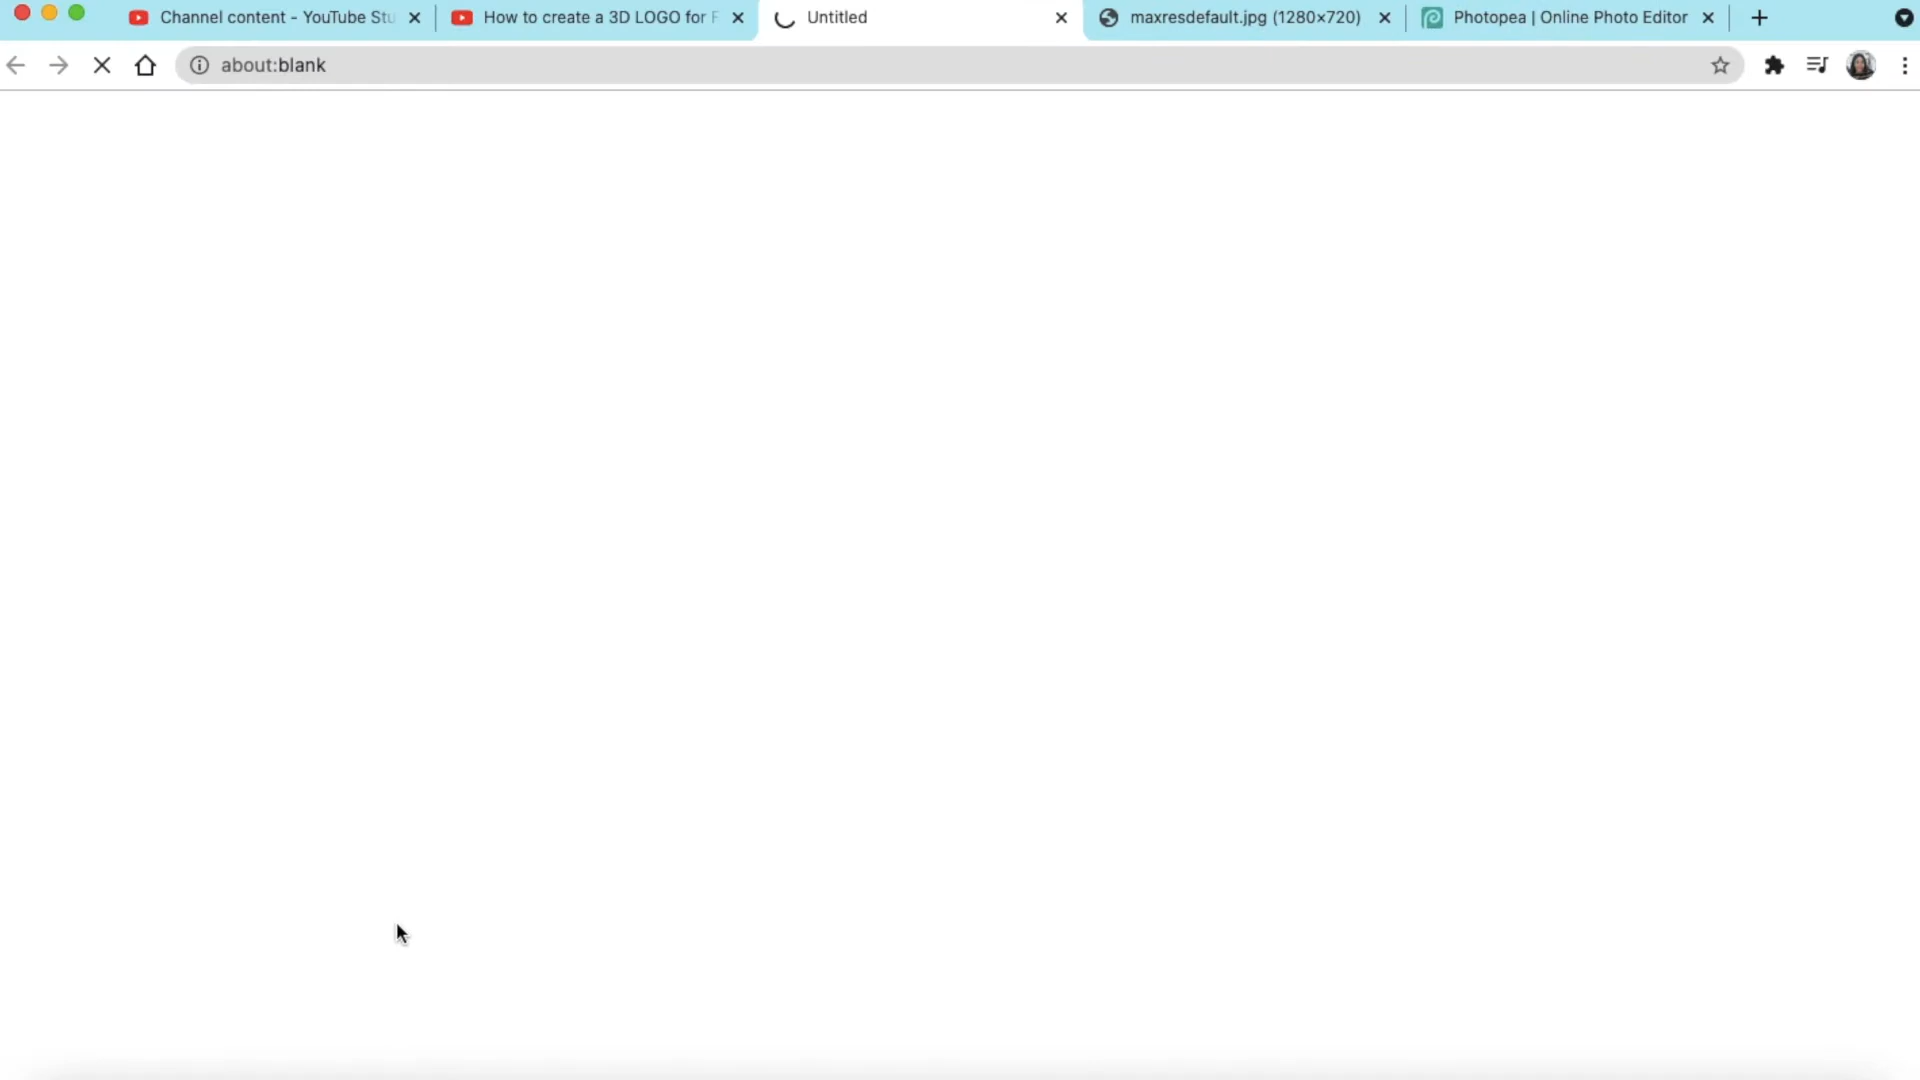 Channel content - YouTube Stu
How to create a 3D LOGO for F
Untitled
maxresdefault.jpg (1280×720)
Photopea | Online Photo Editor
about:blank